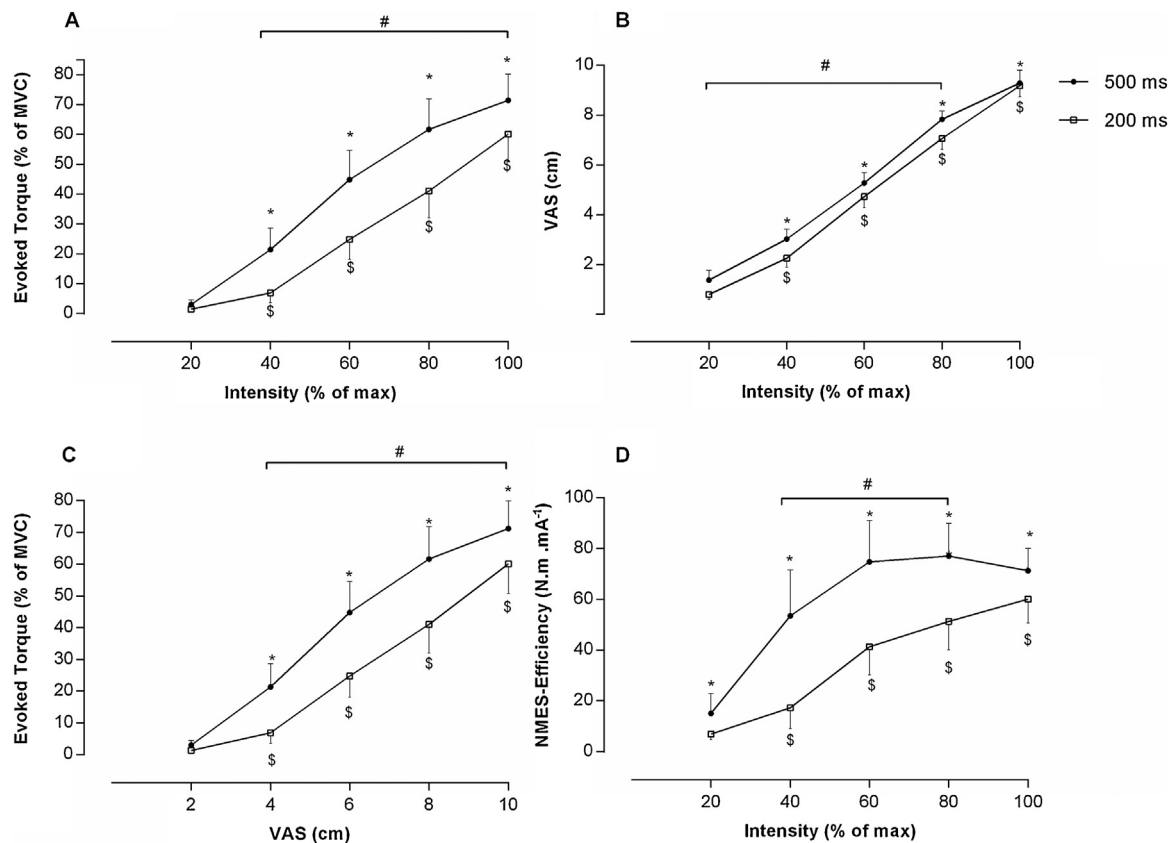 A
#
Evoked Torque (% of MVC)
80
70
60
50
40
30
20
10
0
* * * *
$ $ $ $
20 40 60 80 100
Intensity (% of max)
B
#
VAS (cm)
10
8
6
4
2
* * * *
$ $ $ $
20 40 60 80 100
Intensity (% of max)
500 ms
200 ms
C
#
Evoked Torque (% of MVC)
80
70
60
50
40
30
20
10
0
* * * *
$ $ $ $
2 4 6 8 10
VAS (cm)
D
#
NMES-Efficiency (N.m .mA⁻¹)
100
80
60
40
20
0
* * * * *
$ $ $ $
20 40 60 80 100
Intensity (% of max)